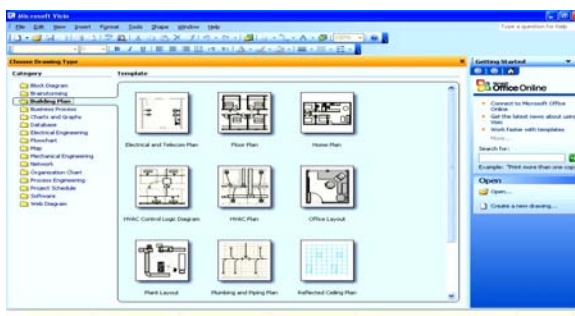 Microsoft Visio
File Edit View Insert Format Tools Shape Window Help
Type a question for help
100%
Choose Drawing Type
Category
Template
Block Diagram
Brainstorming
Building Plan
Business Process
Charts and Graphs
Database
Electrical Engineering
Flowchart
Map
Mechanical Engineering
Network
Organization Chart
Process Engineering
Project Schedule
Software
Web Diagram
Electrical and Telecom Plan
Floor Plan
Home Plan
HVAC Control Logic Diagram
HVAC Plan
Office Layout
Plant Layout
Plumbing and Piping Plan
Reflected Ceiling Plan
Getting Started
Office Online
Connect to Microsoft Office
Online
Get the latest news about using
Visio
Work faster with templates
More...
Search for:
Example: "Print more than one copy
Open
Open...
Create a new drawing...